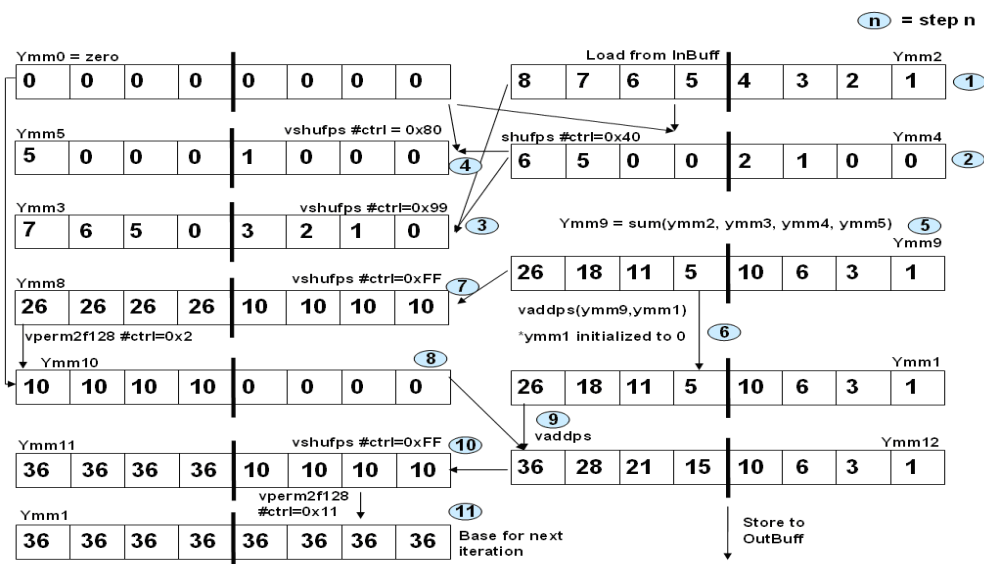 n = step n
Ymm0 = zero
Load from InBuff
Ymm2
0 0 0 0 0 0 0 0
8 7 6 5 4 3 2 1
1
Ymm5
vshufps #ctrl = 0x80
shufps #ctrl=0x40
Ymm4
5 0 0 0 1 0 0 0
4
6 5 0 0 2 1 0 0
2
Ymm3
vshufps #ctrl=0x99
7 6 5 0 3 2 1 0
3
Ymm9 = sum(ymm2, ymm3, ymm4, ymm5)
5
Ymm9
26 18 11 5 10 6 3 1
Ymm8
vshufps #ctrl=0xFF
7
26 26 26 26 10 10 10 10
vaddps(ymm9,ymm1)
*ymm1 initialized to 0
6
vperm2f128 #ctrl=0x2
Ymm10
8
10 10 10 10 0 0 0 0
Ymm1
26 18 11 5 10 6 3 1
9
vaddps
Ymm11
vshufps #ctrl=0xFF
10
Ymm12
36 36 36 36 10 10 10 10
36 28 21 15 10 6 3 1
vperm2f128
#ctrl=0x11
11
Ymm1
36 36 36 36 36 36 36 36
Base for next
iteration
Store to
OutBuff